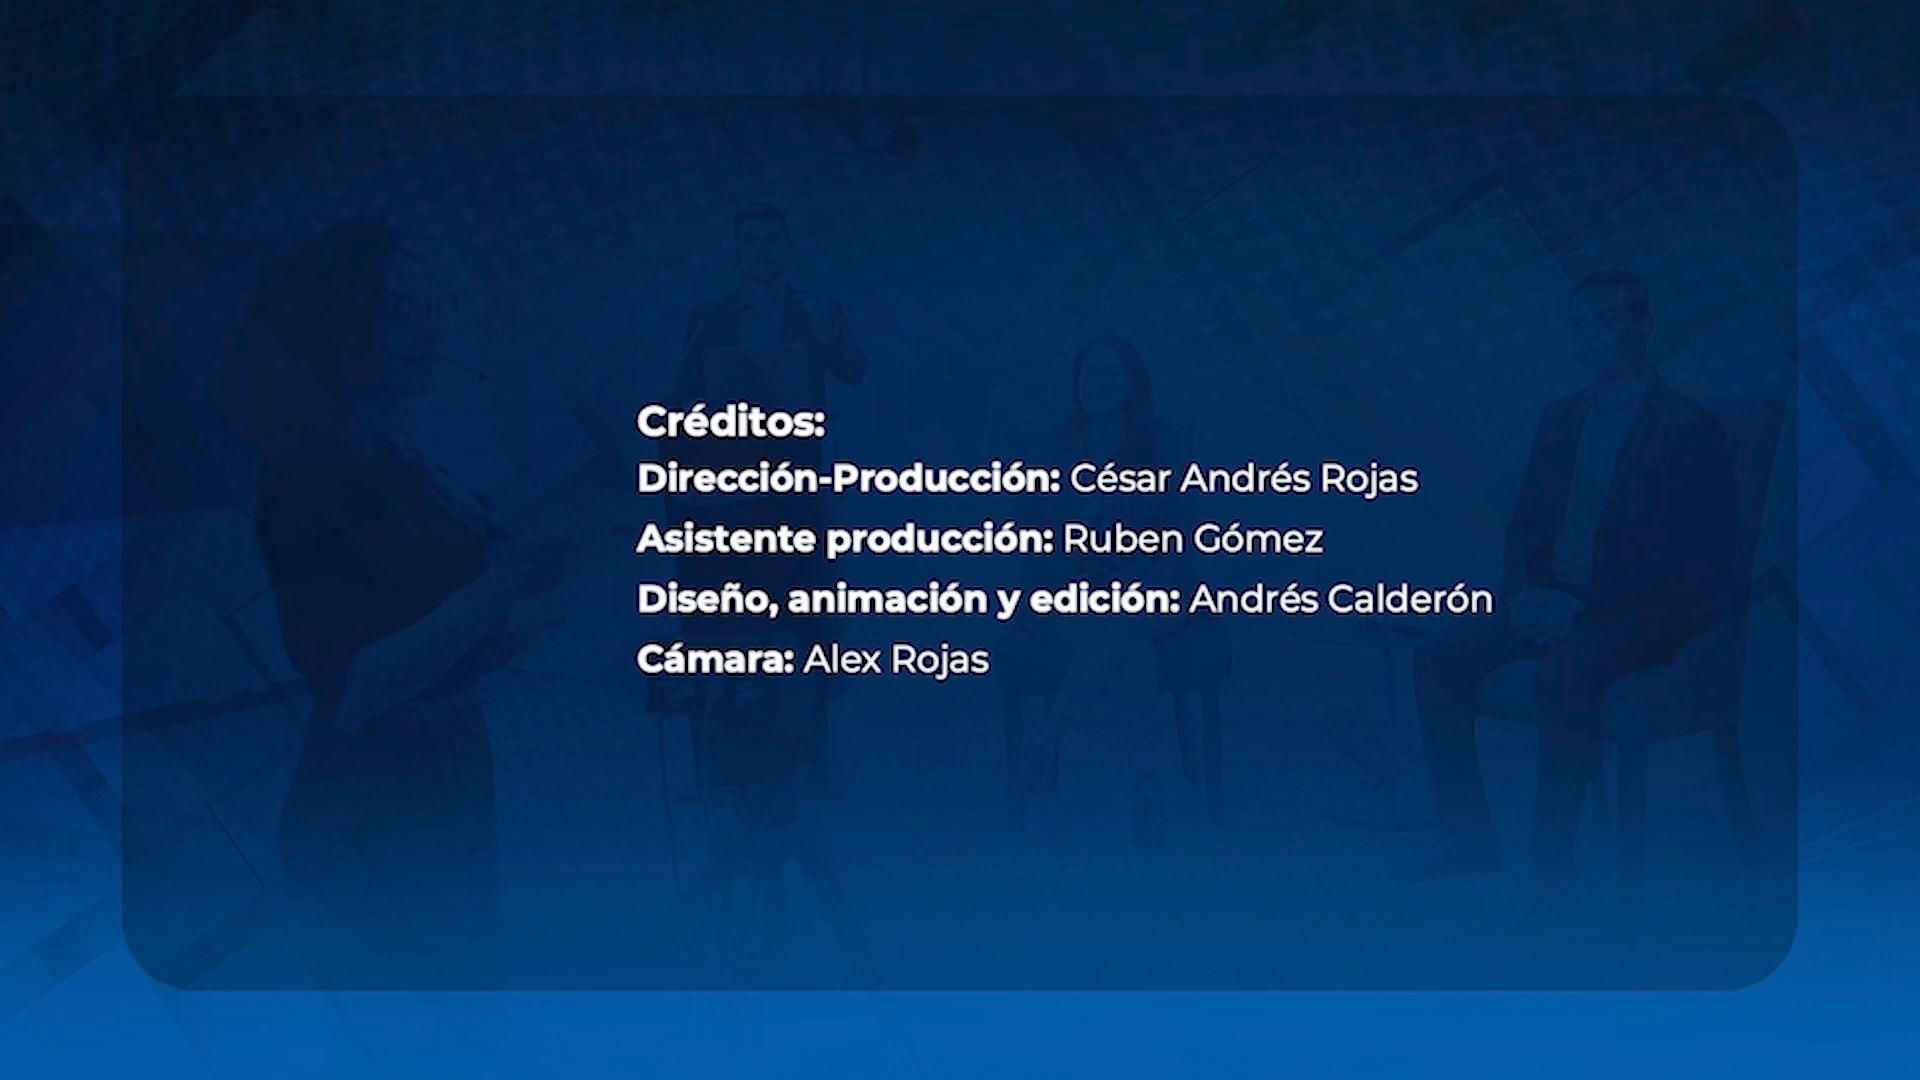 Créditos:
Dirección-Producción: César Andrés Rojas
Asistente producción: Ruben Gómez
Diseño, animación y edición: Andrés Calderón
Cámara: Alex Rojas